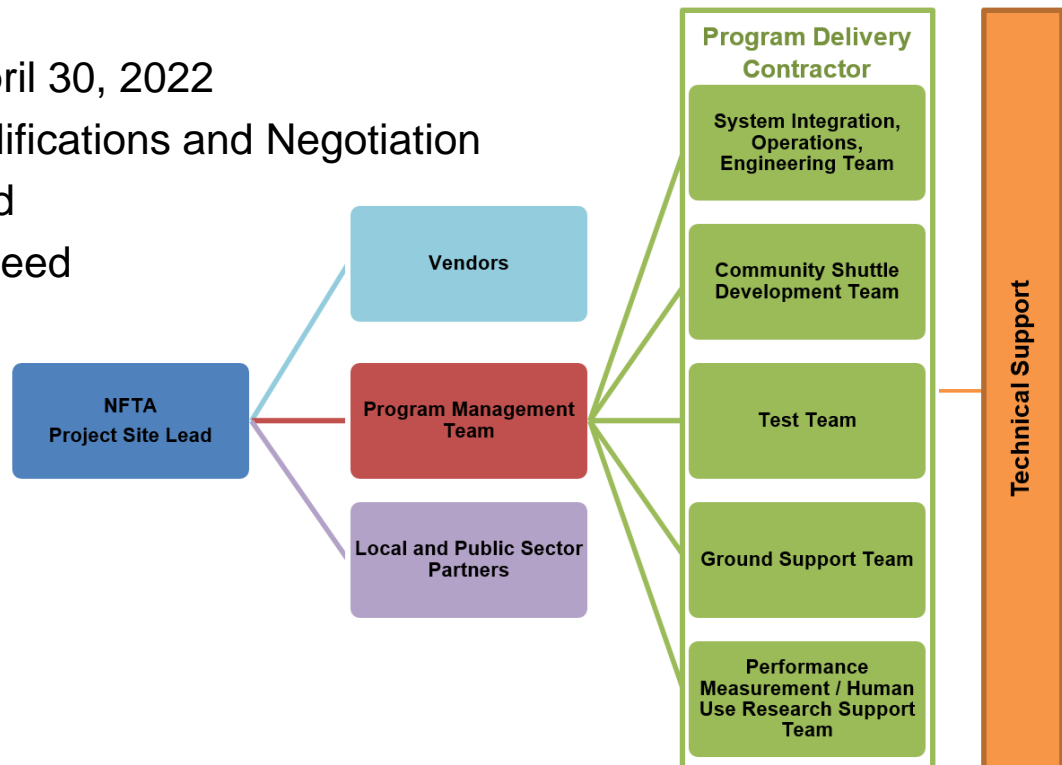 ril 30, 2022
ifications and Negotiation
d
eed
NFTA
Project Site Lead
Vendors
Program Management
Team
Local and Public Sector
Partners
Program Delivery
Contractor
System Integration,
Operations,
Engineering Team
Community Shuttle
Development Team
Test Team
Ground Support Team
Performance
Measurement / Human
Use Research Support
Team
Technical Support